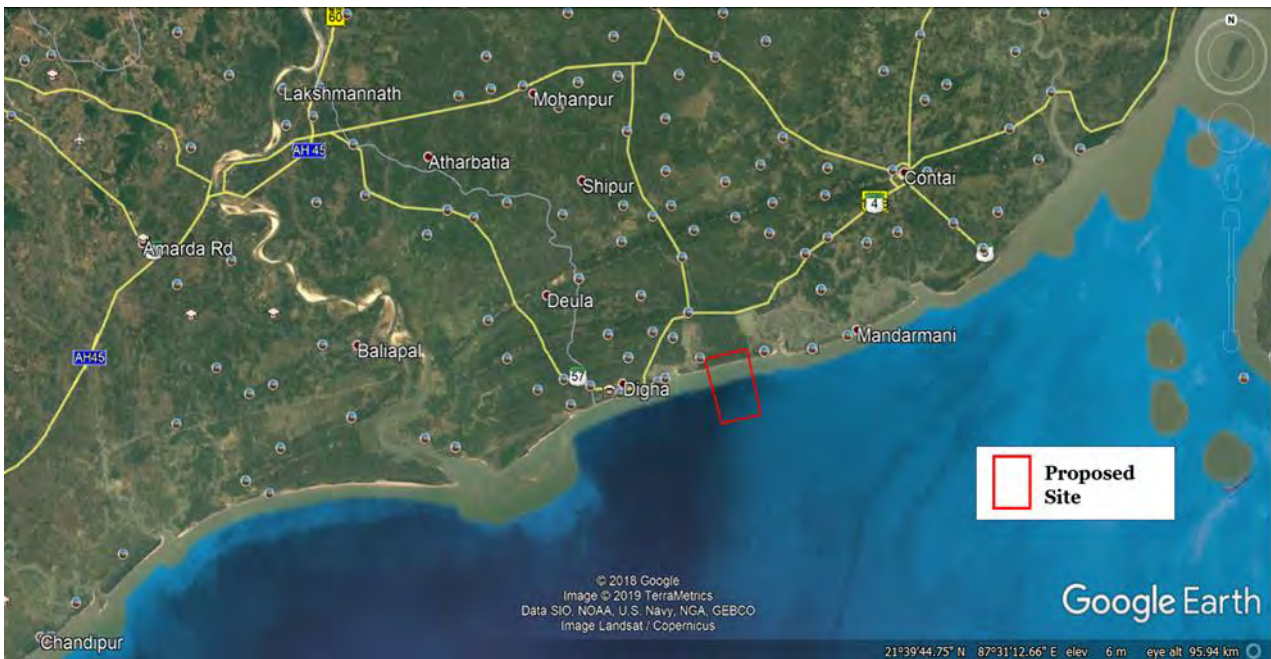 N
60
Lakshmannath
Mohanpur
AH 45
Atharbatia
Shipur
Contai
4
Amarda Rd
5
Deula
AH45
Baliapal
Mandarmani
57
Digha
Proposed
Site
© 2018 Google
Image © 2019 TerraMetrics
Data SIO, NOAA, U.S. Navy, NGA, GEBCO
Image Landsat / Copernicus
Google Earth
Chandipur
21°39'44.75" N 87°31'12.66" E elev 6 m eye alt 95.94 km